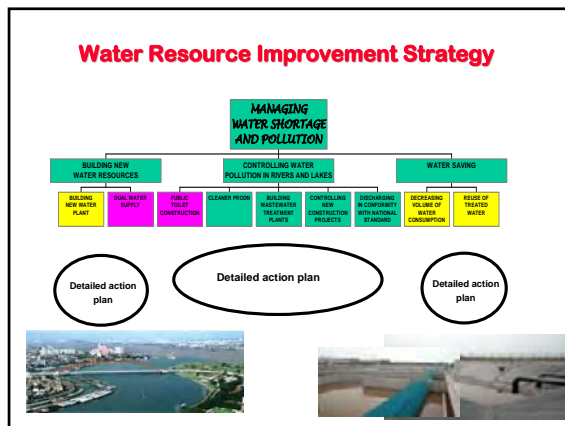 Water Resource Improvement Strategy
MANAGING
WATER SHORTAGE
AND POLLUTION
BUILDING NEW
WATER RESOURCES
CONTROLLING WATER
POLLUTION IN RIVERS AND LAKES
WATER SAVING
BUILDING
NEW WATER
PLANT
DUAL WATER
SUPPLY
PUBLIC
TOILET
CONSTRUCTION
CLEANER PRODN
BUILDING
WASTEWATER
TREATMENT
PLANTS
CONTROLLING
NEW
CONSTRUCTION
PROJECTS
DISCHARGING
IN CONFORMITY
WITH NATIONAL
STANDARD
DECREASING
VOLUME OF
WATER
CONSUMPTION
REUSE OF
TREATED
WATER
Detailed action
plan
Detailed action plan
Detailed action
plan